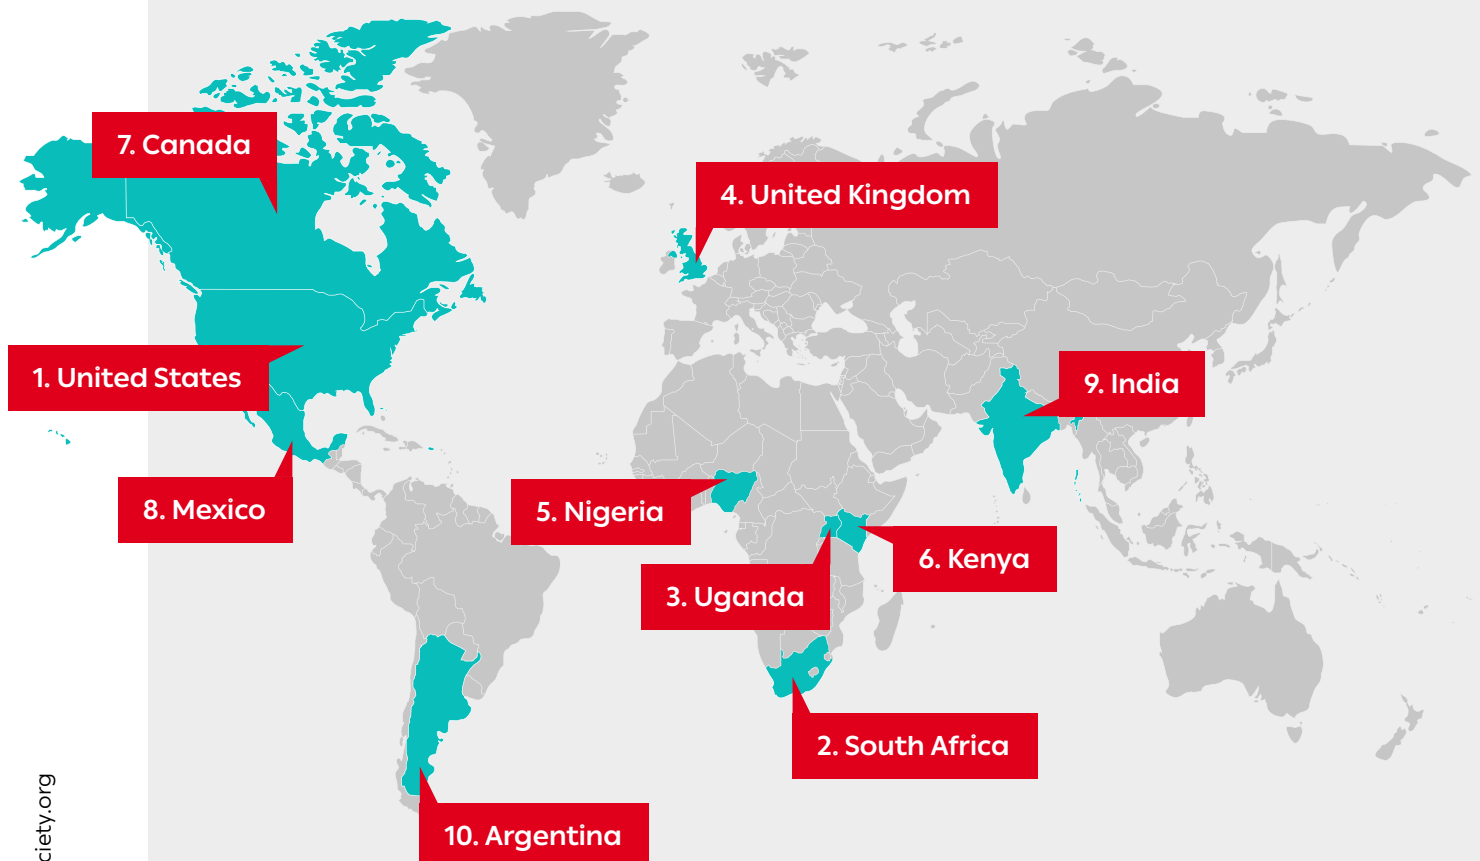 7. Canada
4. United Kingdom
1. United States
9. India
8. Mexico
5. Nigeria
6. Kenya
3. Uganda
2. South Africa
10. Argentina
ciety.org